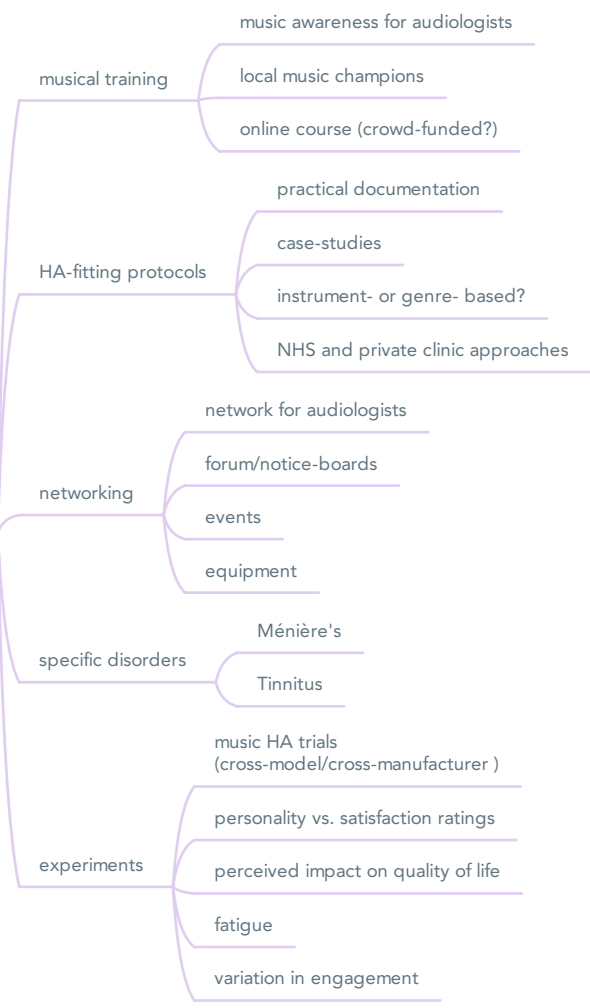 musical training
music awareness for audiologists
local music champions
online course (crowd-funded?)
HA-fitting protocols
practical documentation
case-studies
instrument- or genre- based?
NHS and private clinic approaches
networking
network for audiologists
forum/notice-boards
events
equipment
specific disorders
Ménière's
Tinnitus
experiments
music HA trials
(cross-model/cross-manufacturer )
personality vs. satisfaction ratings
perceived impact on quality of life
fatigue
variation in engagement